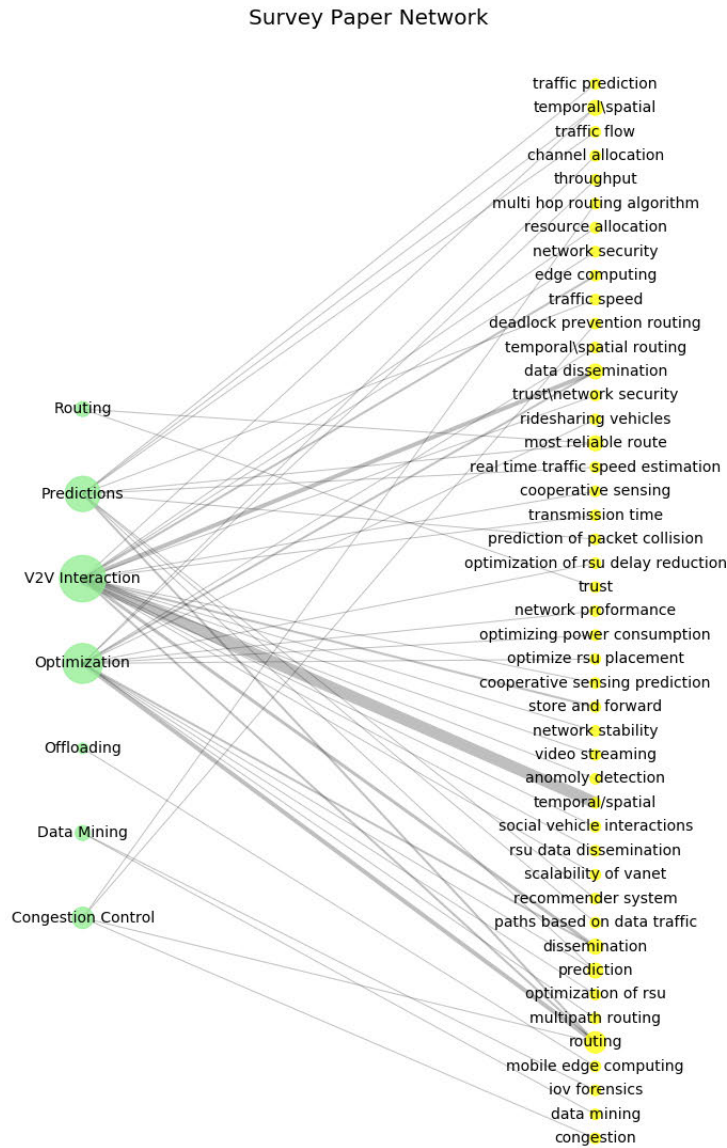 Survey Paper Network
traffic prediction
temporal\spatial
traffic flow
channel allocation
throughput
multi hop routing algorithm
resource allocation
network security
edge computing
traffic speed
deadlock prevention routing
temporal\spatial routing
data dissemination
trust\network security
ridesharing vehicles
most reliable route
real time traffic speed estimation
cooperative sensing
transmission time
prediction of packet collision
optimization of rsu delay reduction
trust
network proformance
optimizing power consumption
optimize rsu placement
cooperative sensing prediction
store and forward
network stability
video streaming
anomoly detection
temporal/spatial
social vehicle interactions
rsu data dissemination
scalability of vanet
recommender system
paths based on data traffic
dissemination
prediction
optimization of rsu
multipath routing
routing
mobile edge computing
iov forensics
data mining
congestion
Routing
Predictions
V2V Interaction
Optimization
Offloading
Data Mining
Congestion Control